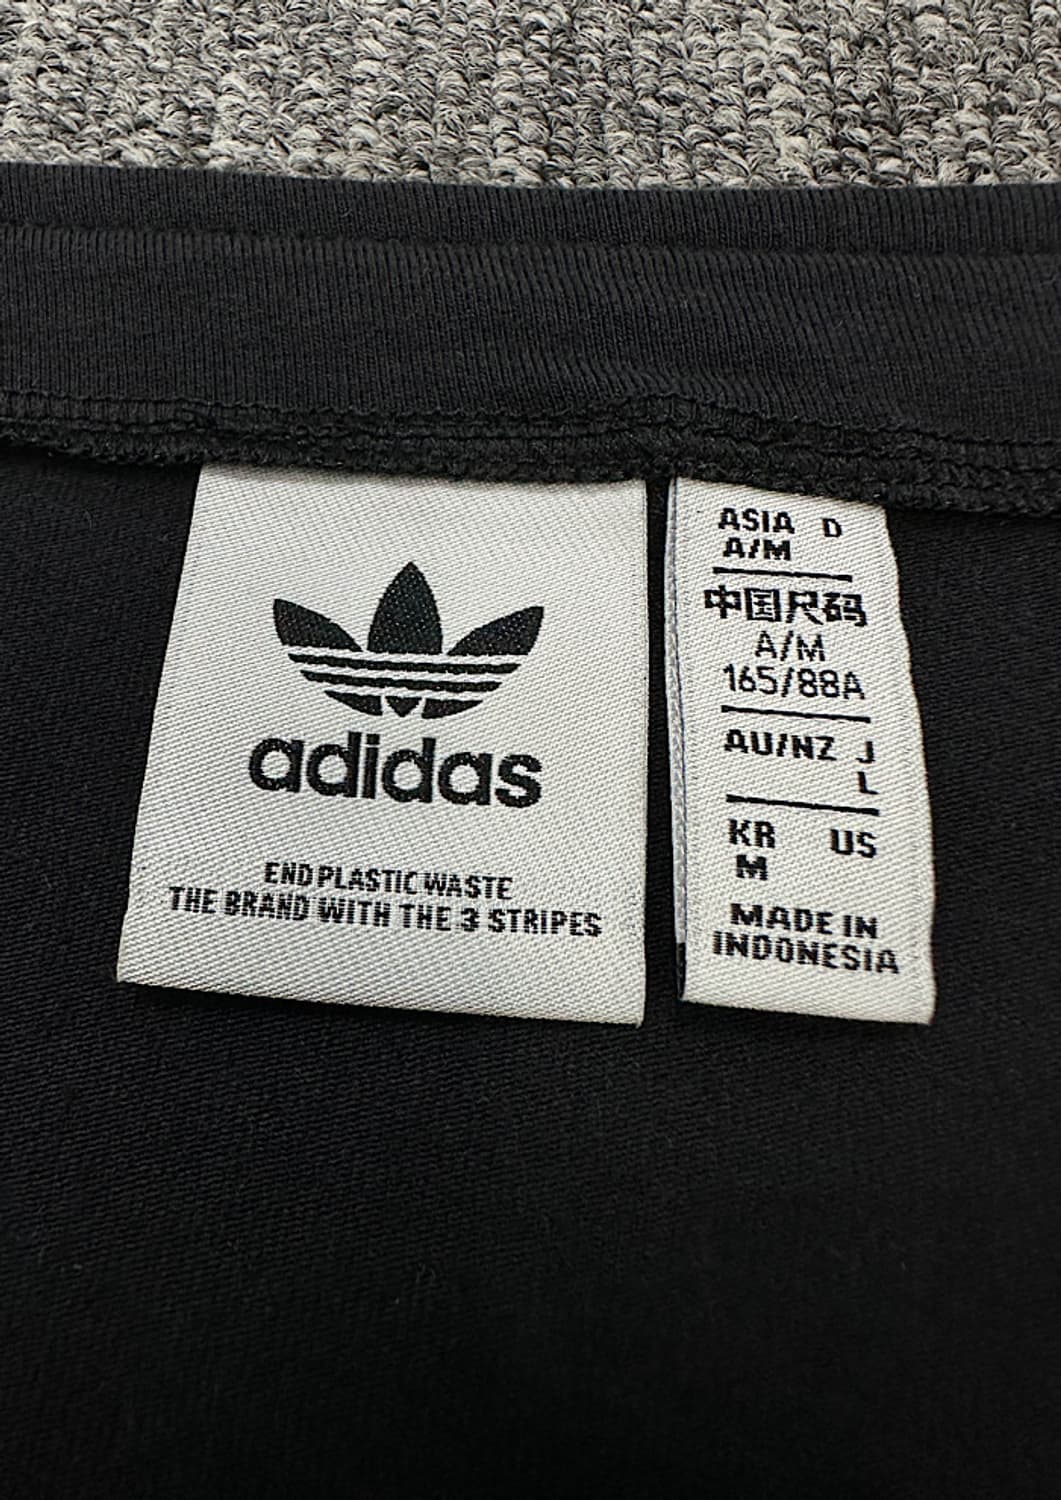 adidas
END PLASTIC WASTE
THE BRAND WITH THE 3 STRIPES
ASIA D
A/M
中国尺码
A/M
165/88A
AU/NZ J
L
KR US
M
MADE IN
INDONESIA